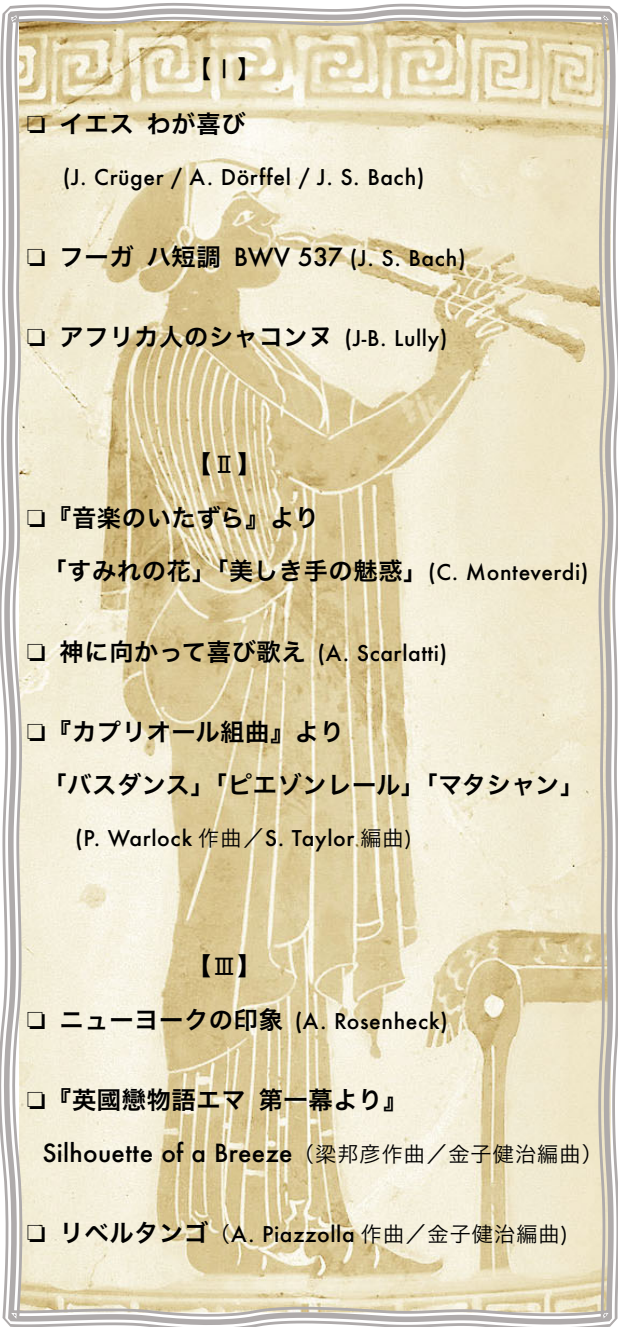 【Ⅰ】
❏ イエス わが喜び
(J. Crüger / A. Dörffel / J. S. Bach)
❏ フーガ ハ短調 BWV 537 (J. S. Bach)
❏ アフリカ人のシャコンヌ (J-B. Lully)
【Ⅱ】
❏『音楽のいたずら』より
「すみれの花」「美しき手の魅惑」(C. Monteverdi)
❏ 神に向かって喜び歌え (A. Scarlatti)
❏『カプリオール組曲』より
「バスダンス」「ピエゾンレール」「マタシャン」
(P. Warlock 作曲／S. Taylor 編曲)
【Ⅲ】
❏ ニューヨークの印象 (A. Rosenheck)
❏『英國戀物語エマ 第一幕より』
Silhouette of a Breeze（梁邦彦作曲／金子健治編曲）
❏ リベルタンゴ（A. Piazzolla 作曲／金子健治編曲)